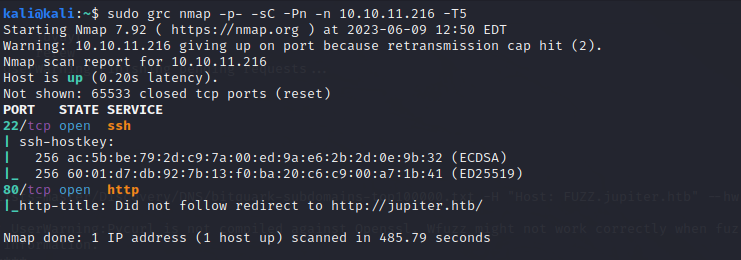 kali@kali:~$ sudo grc nmap -p- -sC -Pn -n 10.10.11.216 -T5
Starting Nmap 7.92 ( https://nmap.org ) at 2023-06-09 12:50 EDT
Warning: 10.10.11.216 giving up on port because retransmission cap hit (2).
Nmap scan report for 10.10.11.216
Host is up (0.20s latency).
Not shown: 65533 closed tcp ports (reset)
PORT   STATE SERVICE
22/tcp open  ssh
| ssh-hostkey:
|   256 ac:5b:be:79:2d:c9:7a:00:ed:9a:e6:2b:2d:0e:9b:32 (ECDSA)
|_  256 60:01:d7:db:92:7b:13:f0:ba:20:c6:c9:00:a7:1b:41 (ED25519)
80/tcp open  http
|_http-title: Did not follow redirect to http://jupiter.htb/
"Host: FUZZ.jupiter.htb"
Nmap done: 1 IP address (1 host up) scanned in 485.79 seconds